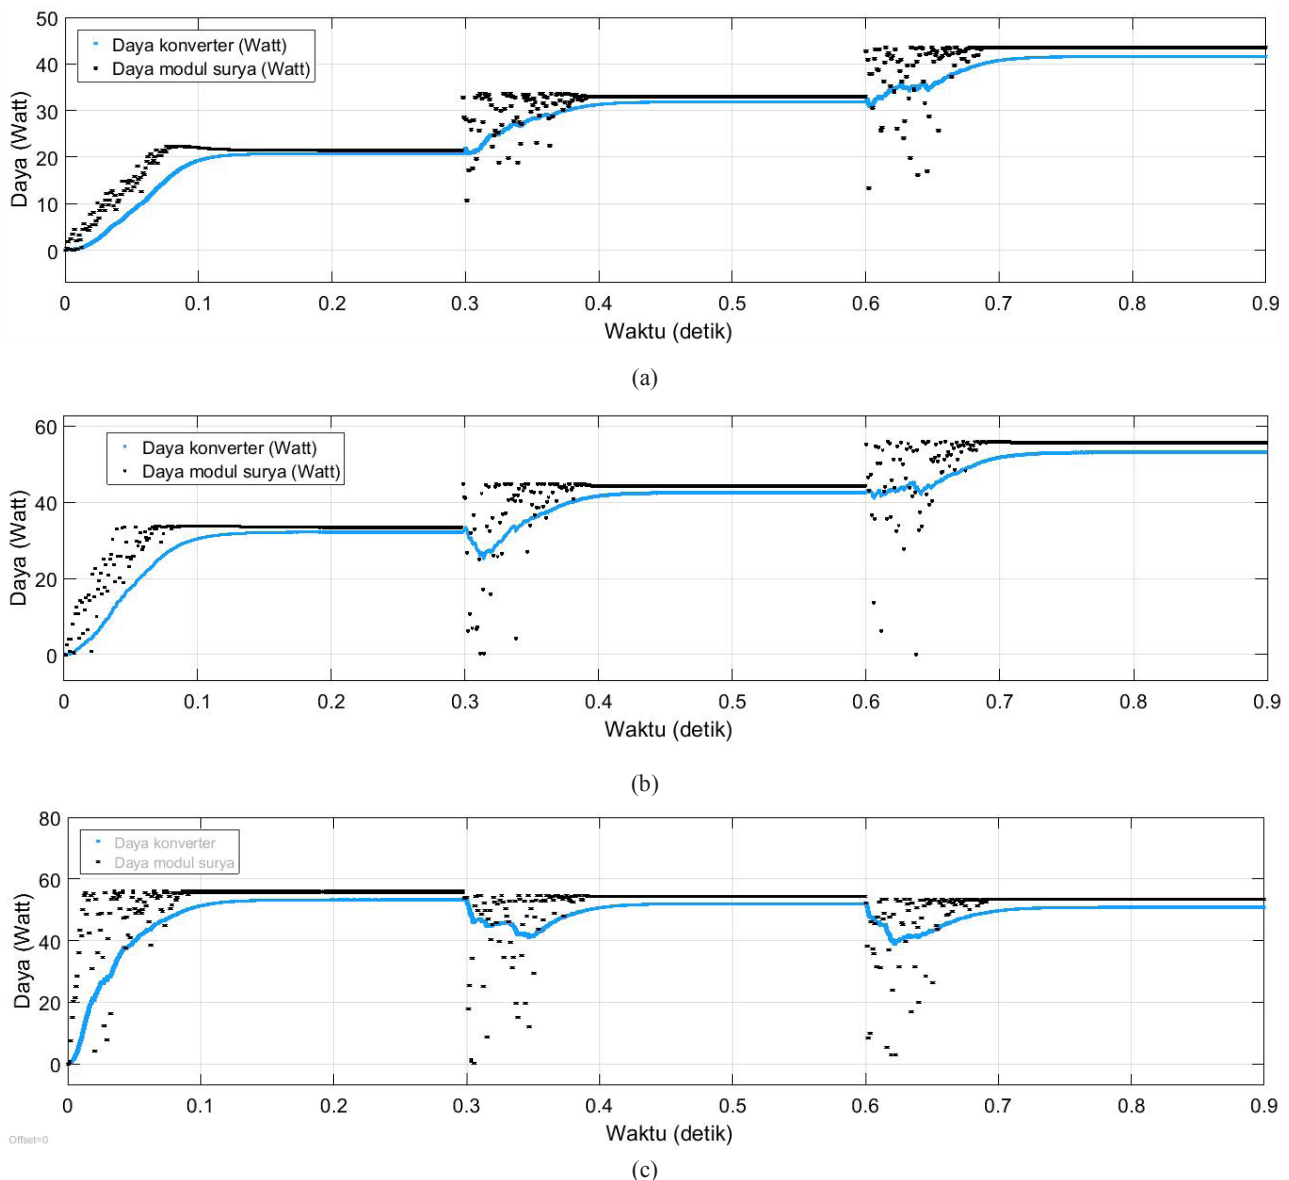 50
40
30
20
10
0
Daya (Watt)
Daya konverter (Watt)
Daya modul surya (Watt)
0 0.1 0.2 0.3 0.4 0.5 0.6 0.7 0.8 0.9
Waktu (detik)
(a)
60
40
20
0
Daya (Watt)
Daya konverter (Watt)
Daya modul surya (Watt)
0 0.1 0.2 0.3 0.4 0.5 0.6 0.7 0.8 0.9
Waktu (detik)
(b)
80
60
40
20
0
Daya (Watt)
Daya konverter
Daya modul surya
0 0.1 0.2 0.3 0.4 0.5 0.6 0.7 0.8 0.9
Waktu (detik)
Offset=0
(c)